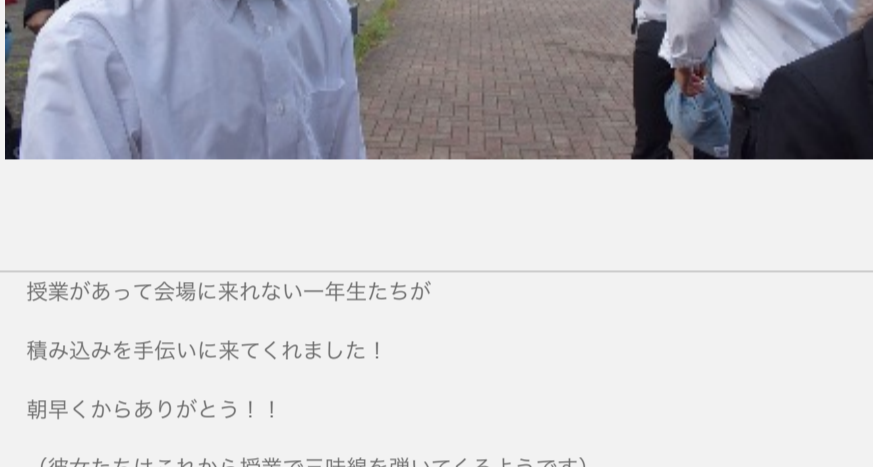 授業があって会場に来れない一年生たちが
積み込みを手伝いに来てくれました！
朝早くからありがとう！！
（彼女たちはこれから授業で三味線を弾いてくるようです）